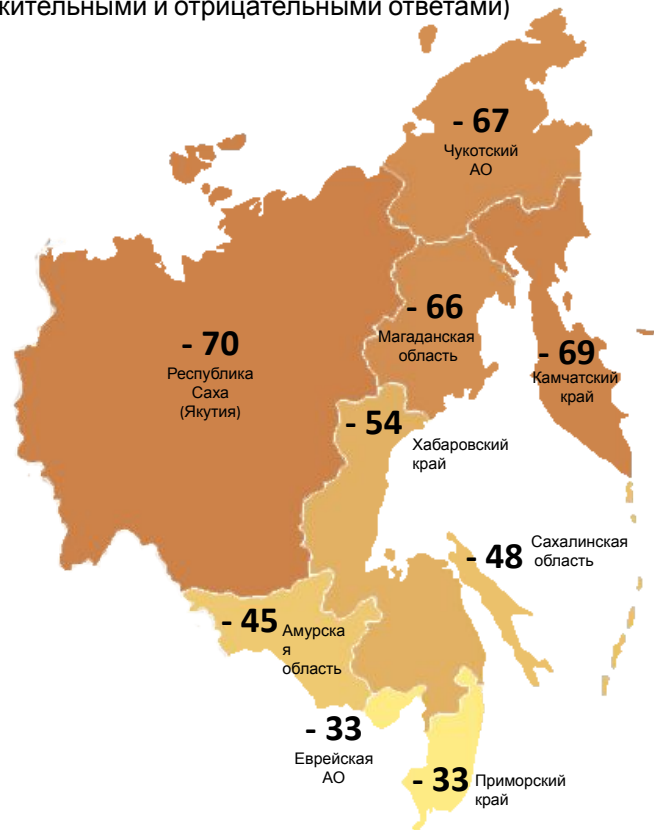 жительными и отрицательными ответами)
- 67
Чукотский
АО
- 66
Магаданская
область
- 70
Республика
Саха
(Якутия)
- 69
Камчатский
край
- 54
Хабаровский
край
- 48
Сахалинская
область
- 45
Амурска
я
область
- 33
Еврейская
АО
- 33
Приморский
край